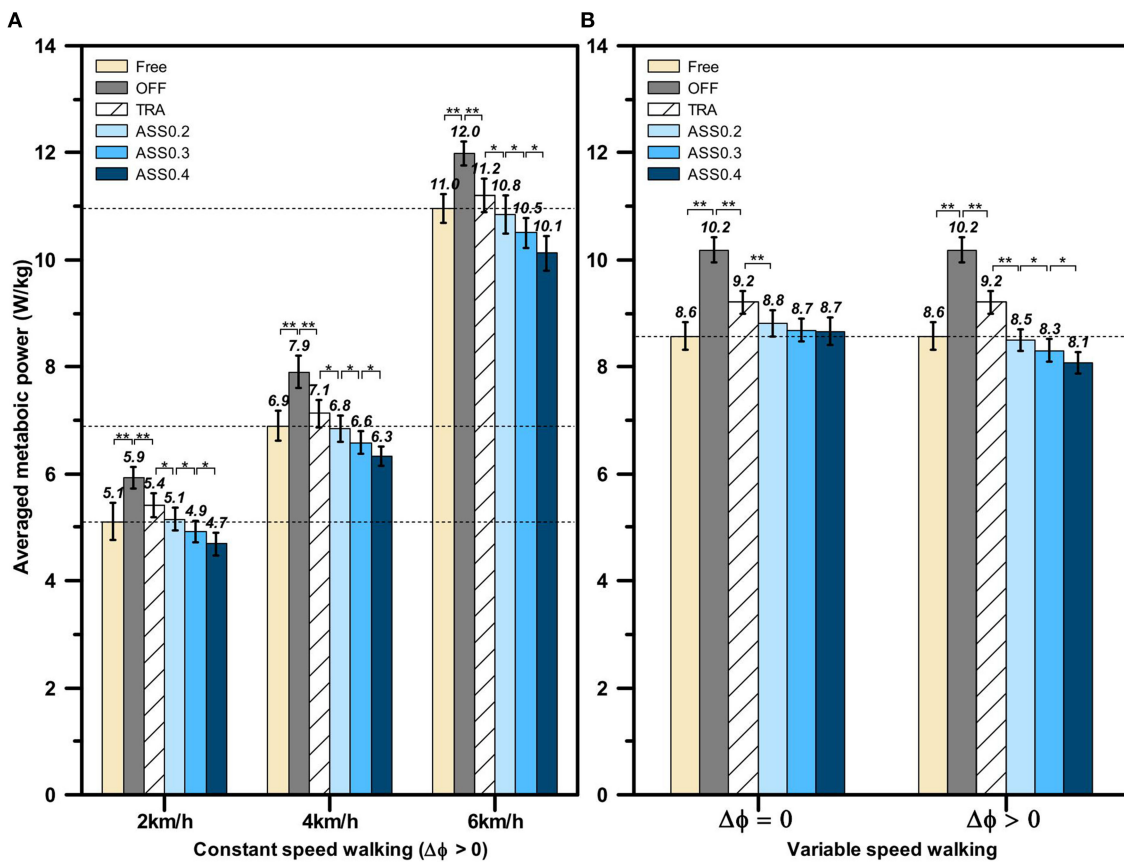 A
B
Averaged metaboic power (W/kg)
14
12
10
8
6
4
2
0
Free
OFF
TRA
ASS0.2
ASS0.3
ASS0.4
** **
5.1
5.9
5.4
* * *
5.1
4.9
4.7
** **
6.9
7.9
7.1
* * *
6.8
6.6
6.3
** **
11.0
12.0
11.2
* * *
10.8
10.5
10.1
2km/h
4km/h
6km/h
Constant speed walking (Δϕ > 0)
14
12
10
8
6
4
2
0
Free
OFF
TRA
ASS0.2
ASS0.3
ASS0.4
** **
8.6
10.2
9.2
**
8.8
8.7
8.7
** **
8.6
10.2
9.2
** * *
8.5
8.3
8.1
Δϕ = 0
Δϕ > 0
Variable speed walking